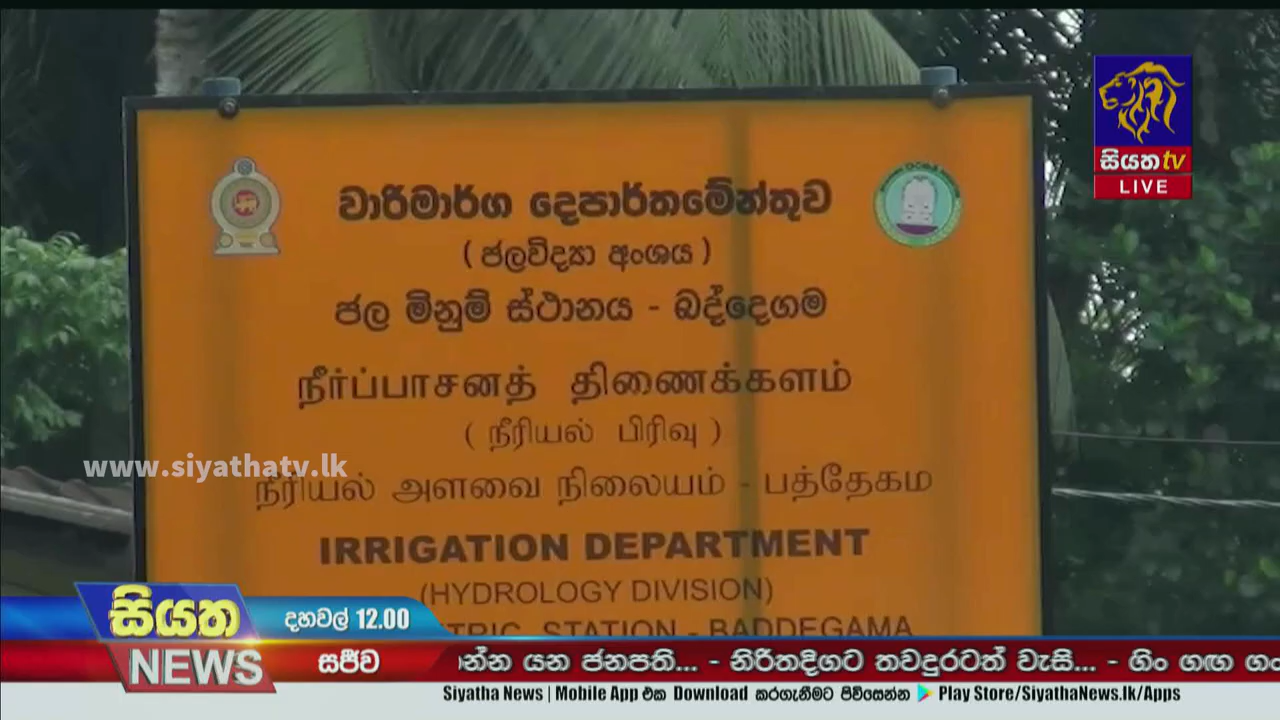 සියත tv
LIVE
වාරිමාර්ග දෙපාර්තමේන්තුව
( ජලවිද්‍යා අංශය )
ජල මිනුම් ස්ථානය - බද්දෙගම
நீர்ப்பாசனத் திணைக்களம்
( நீரியல் பிரிவு )
www.siyathatv.lk
நீரியல் அளவை நிலையம் - பத்தேகம
IRRIGATION DEPARTMENT
(HYDROLOGY DIVISION)
STATION - BADDEGAMA
සියත
NEWS
දහවල් 12.00
සජීව
යන ජනපති... - නිරිතදිගට තවදුරටත් වැසි... - ගිං ගඟ
Siyatha News | Mobile App එක Download කරගැනීමට පිවිසෙන්න Play Store/SiyathaNews.lk/Apps